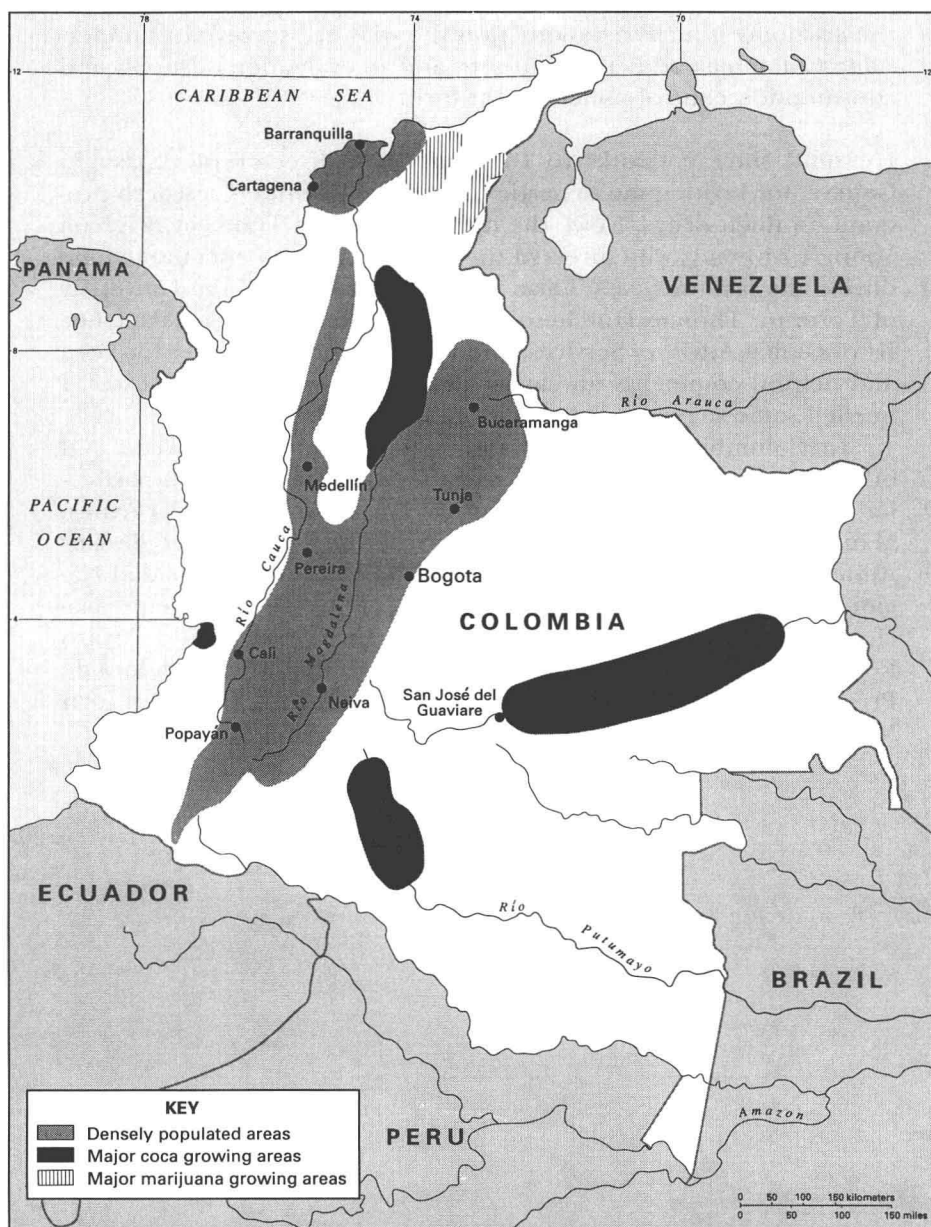 78
74
70
12
12
CARIBBEAN SEA
Barranquilla
Cartagena
PANAMA
VENEZUELA
8
8
Río Arauca
Bucaramanga
PACIFIC
OCEAN
Medellín
Tunja
Río Cauca
Pereira
Bogota
Río Magdalena
COLOMBIA
4
4
Cali
San José del
Guaviare
Neiva
Popayán
ECUADOR
Río
Putumayo
BRAZIL
KEY
Densely populated areas
Major coca growing areas
Major marijuana growing areas
PERU
Amazon
0 50 100 150 kilometers
0 50 100 150 miles